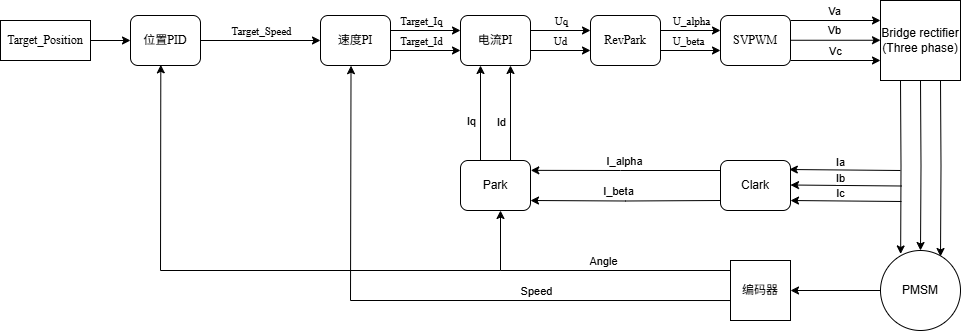 Target_Position
位置PID
Target_Speed
速度PI
Target_Iq
Target_Id
电流PI
Uq
Ud
RevPark
U_alpha
U_beta
SVPWM
Va
Vb
Vc
Bridge rectifier
(Three phase)
Iq
Id
Park
I_alpha
I_beta
Clark
Ia
Ib
Ic
Angle
Speed
编码器
PMSM